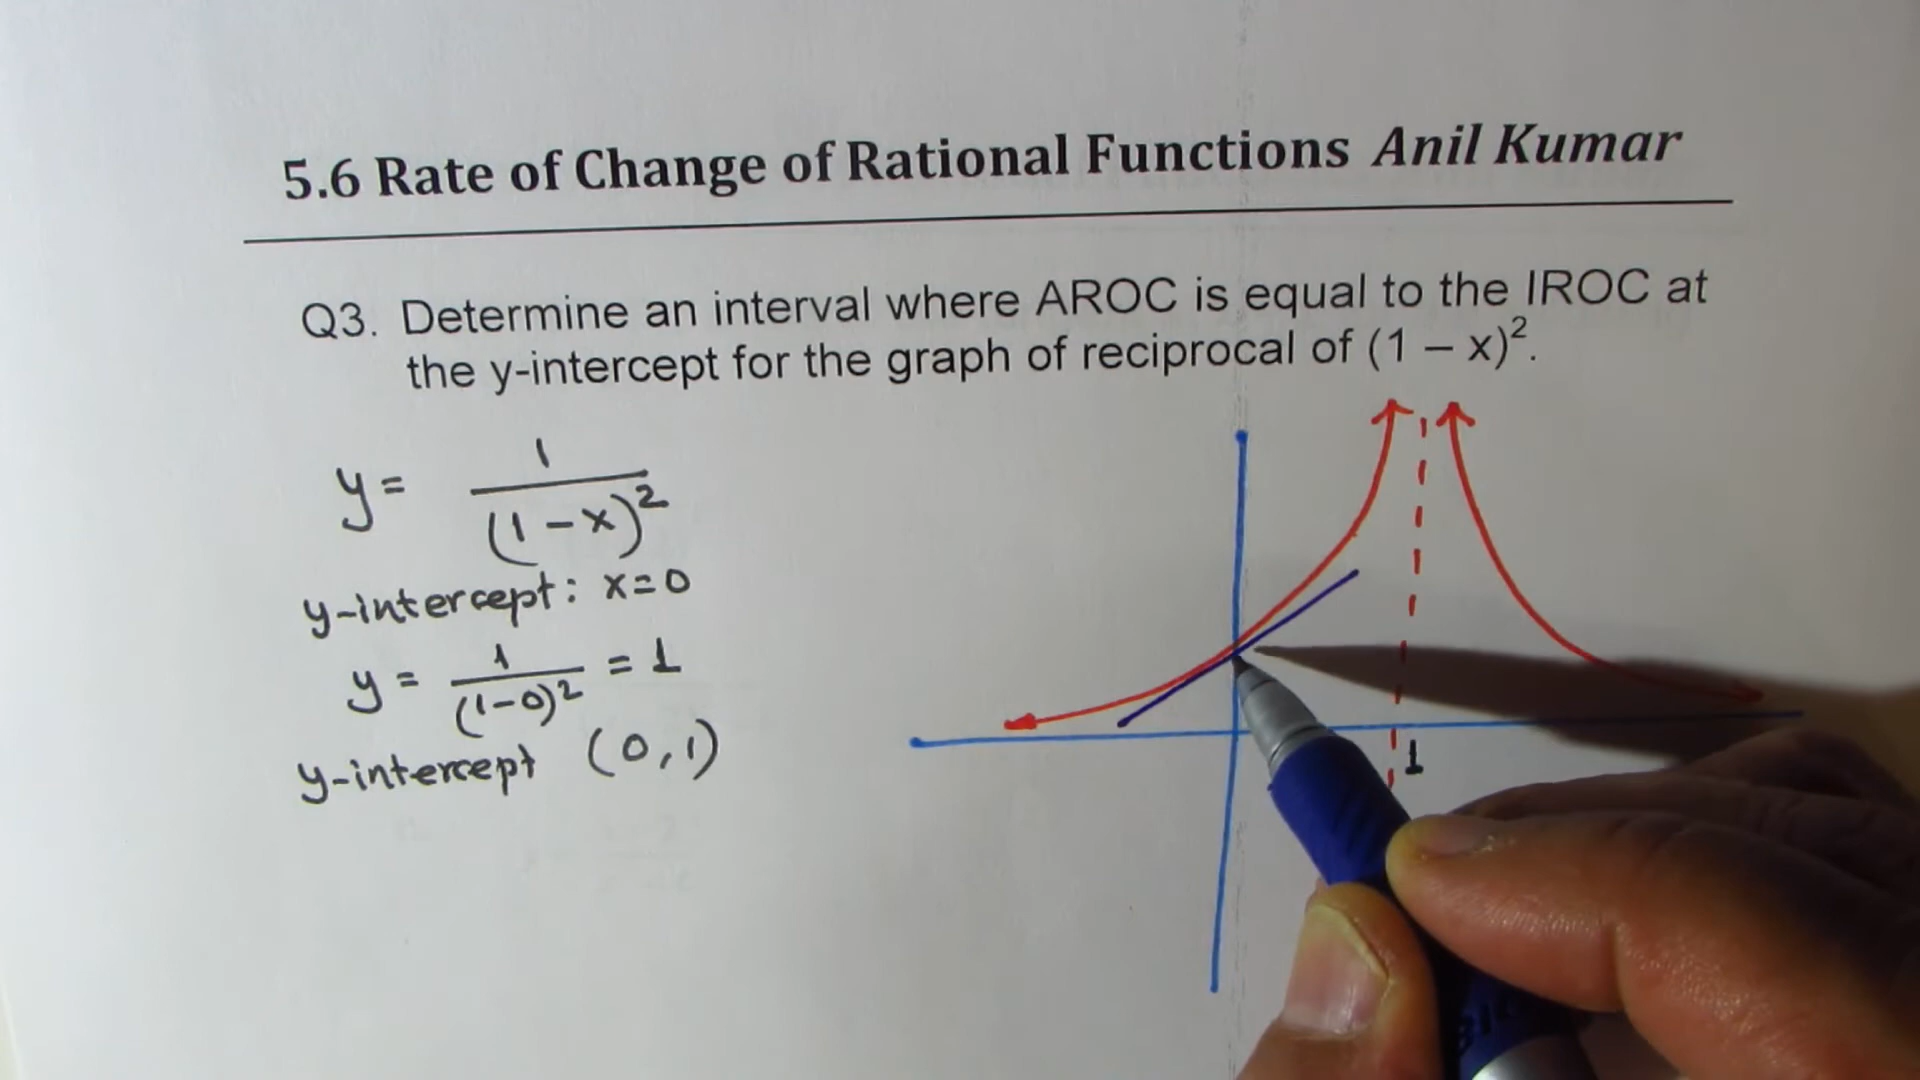 5.6 Rate of Change of Rational Functions Anil Kumar
Q3. Determine an interval where AROC is equal to the IROC at
the y-intercept for the graph of reciprocal of (1 – x)².
y = 1/(1-x)²
y-intercept: x=0
y = 1/(1-0)² = 1
y-intercept (0,1)
1